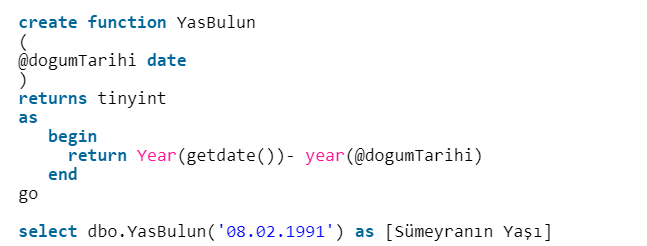 create function YasBulun
(
@dogumTarihi date
)
returns tinyint
as
begin
return Year(getdate())- year(@dogumTarihi)
end
go
select dbo.YasBulun('08.02.1991') as [Sümeyranın Yaşı]